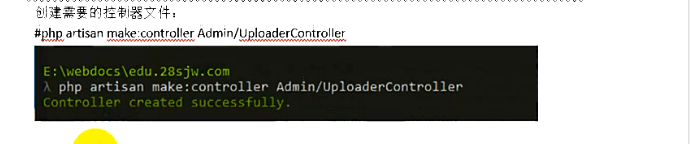 创建需要的控制器文件：
#php artisan make:controller Admin/UploaderController
E:\webdocs\edu.28sjw.com
λ php artisan make:controller Admin/UploaderController
Controller created successfully.